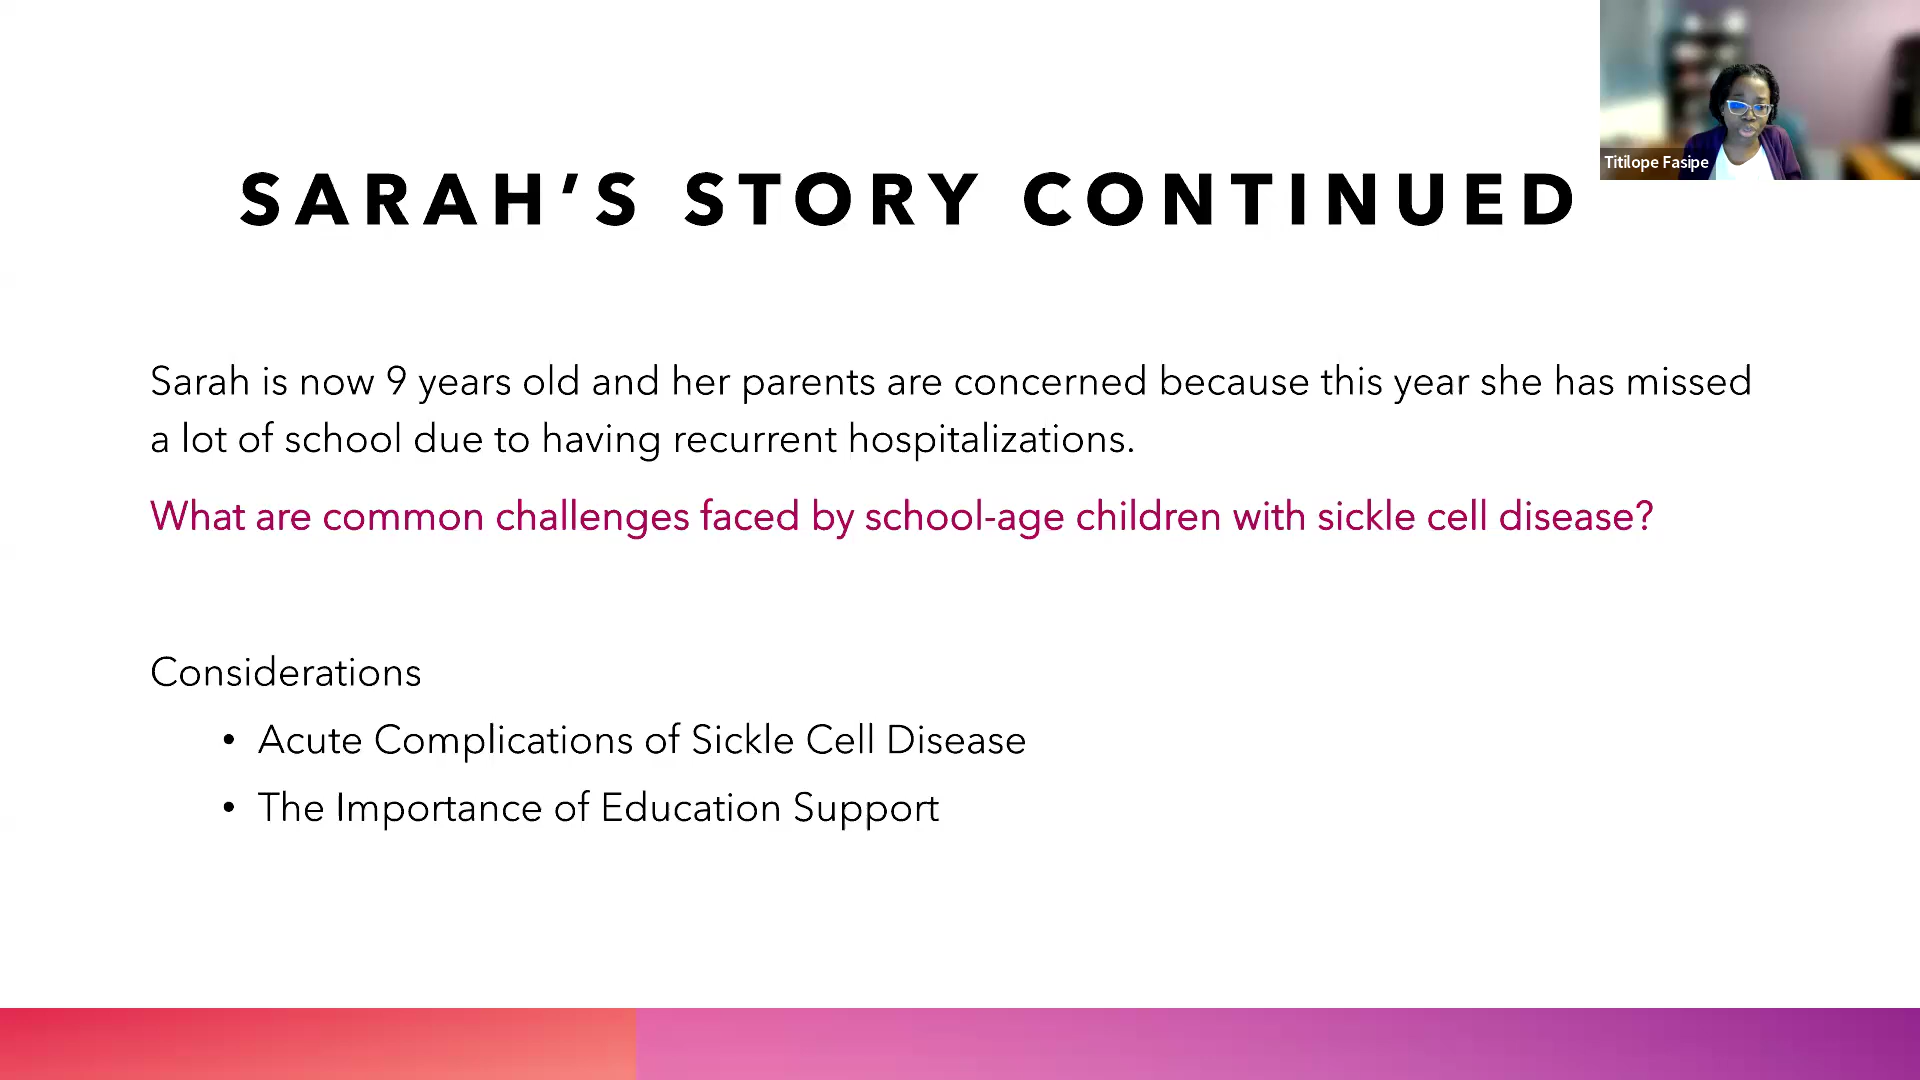 Titilope Fasipe
SARAH’S STORY CONTINUED
Sarah is now 9 years old and her parents are concerned because this year she has missed
a lot of school due to having recurrent hospitalizations.
What are common challenges faced by school-age children with sickle cell disease?
Considerations
• Acute Complications of Sickle Cell Disease
• The Importance of Education Support